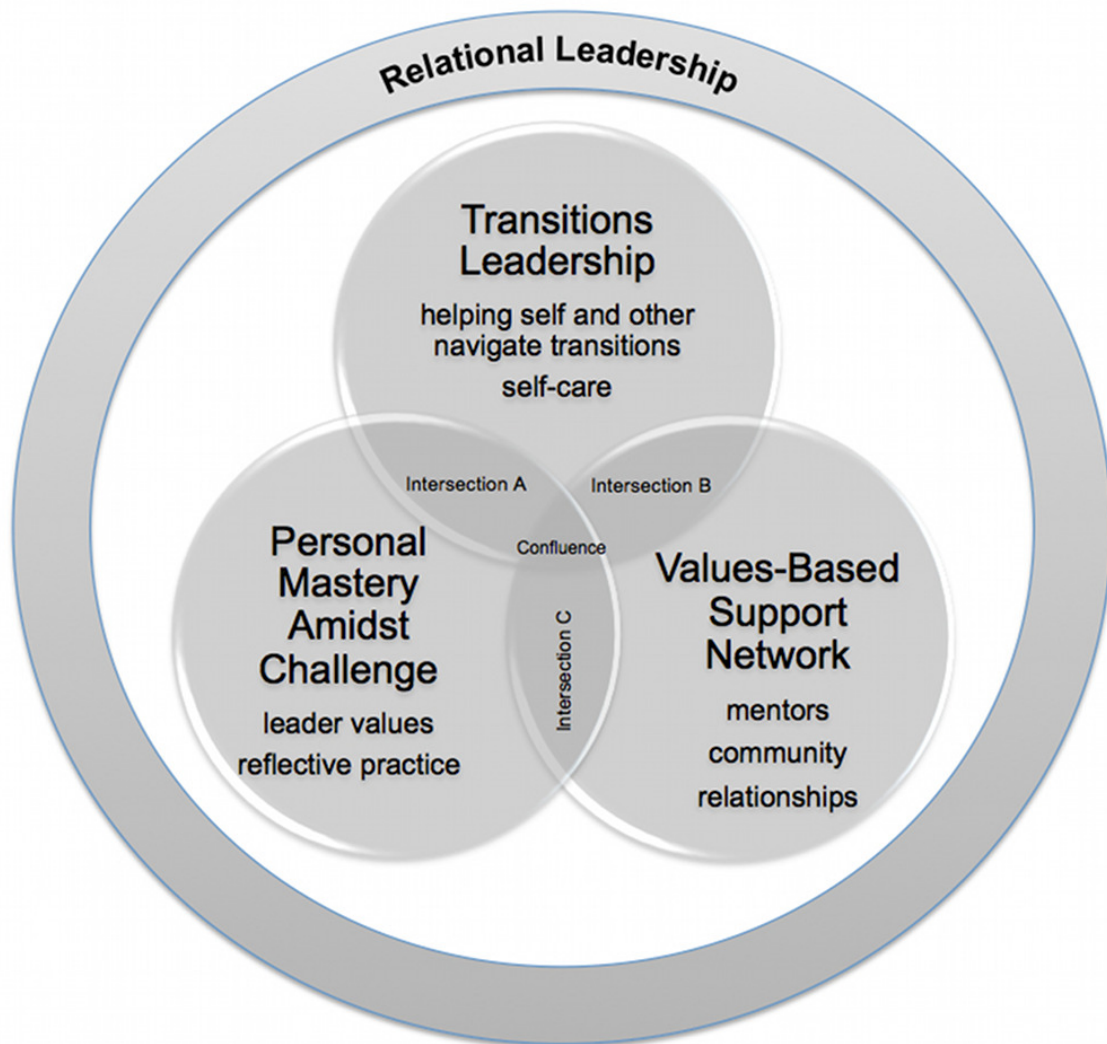 Relational Leadership
Transitions
Leadership
helping self and other
navigate transitions
self-care
Intersection A
Intersection B
Confluence
Personal
Mastery
Amidst
Challenge
leader values
reflective practice
Intersection C
Values-Based
Support
Network
mentors
community
relationships